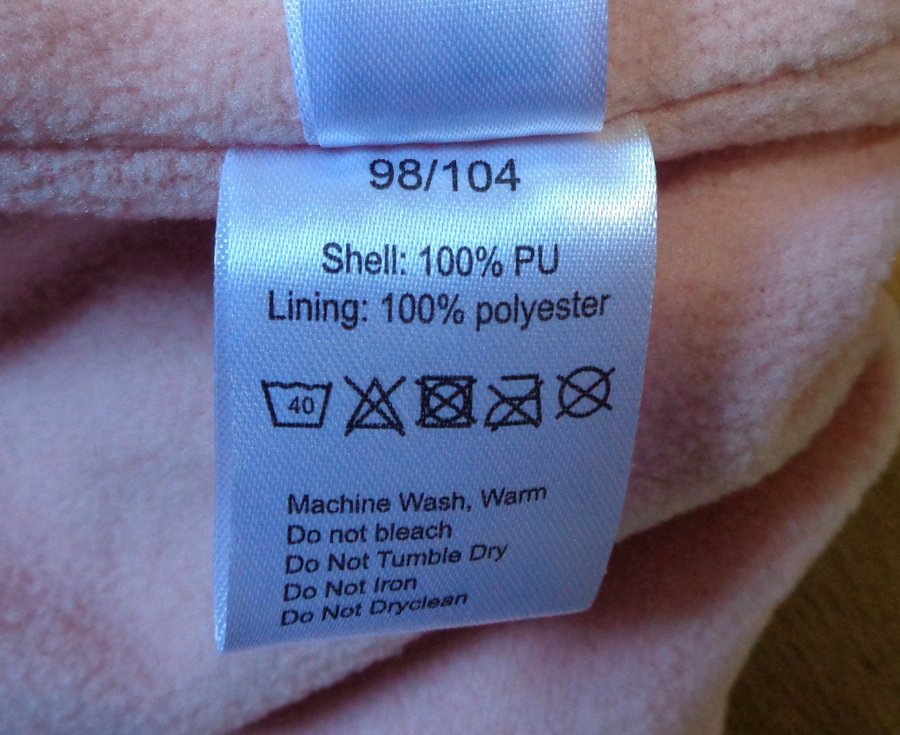 98/104
Shell: 100% PU
Lining: 100% polyester
40
Machine Wash, Warm
Do not bleach
Do Not Tumble Dry
Do Not Iron
Do Not Dryclean